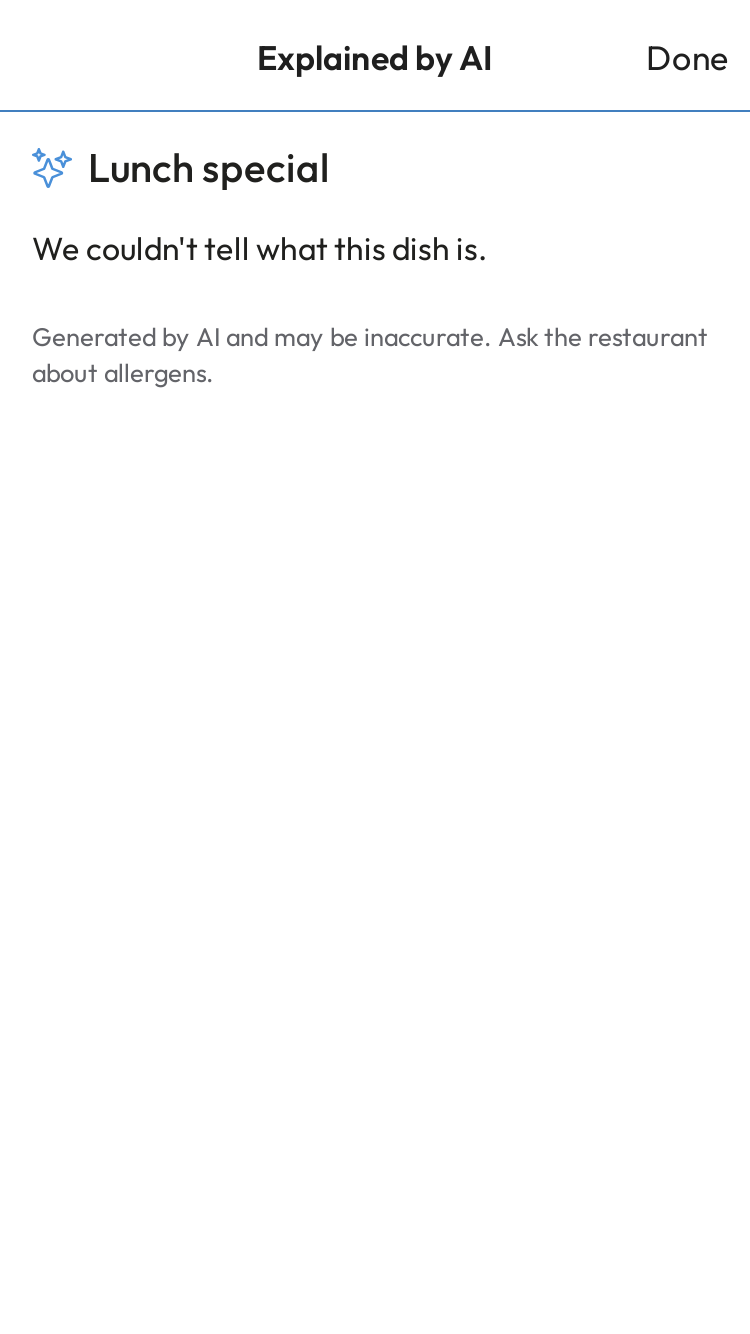 Explained by AI
Done
Lunch special
We couldn't tell what this dish is.
Generated by AI and may be inaccurate. Ask the restaurant
about allergens.